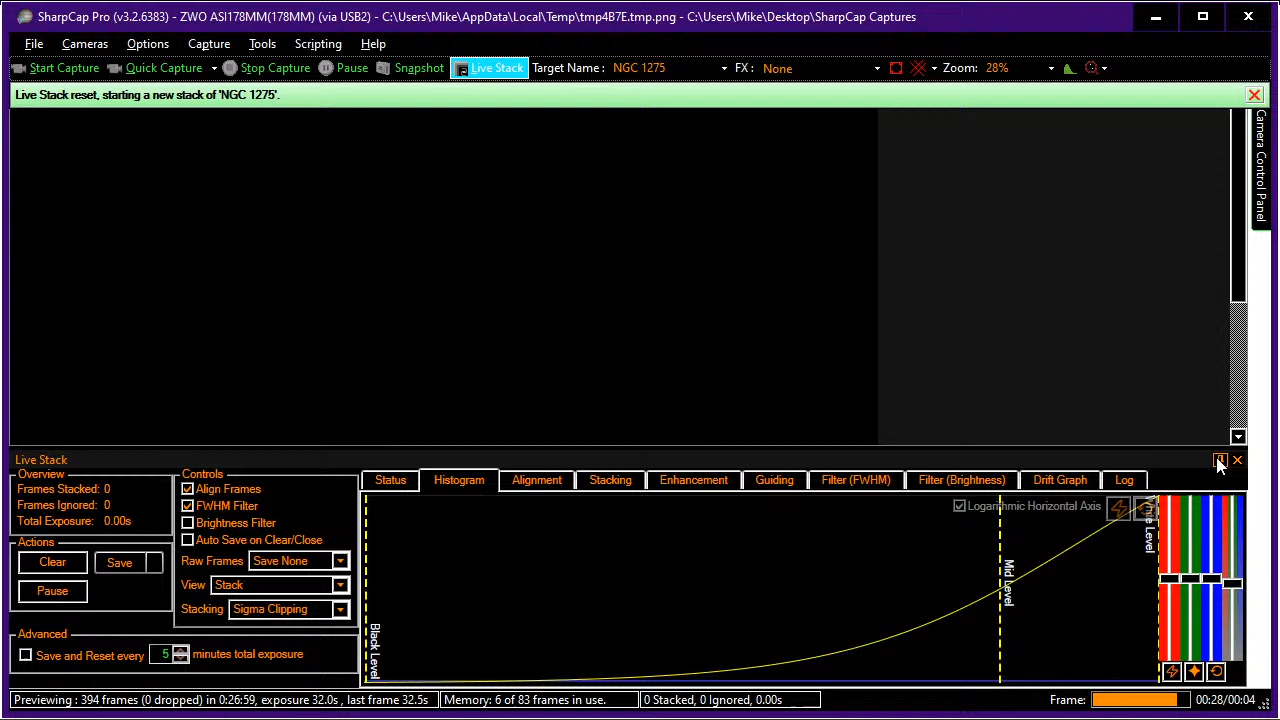 SharpCap Pro (v3.2.6383) - ZWO ASI178MM(178MM) (via USB2) - C:\Users\Mike\AppData\Local\Temp\tmp4B7E.tmp.png - C:\Users\Mike\Desktop\SharpCap Captures
File Cameras Options Capture Tools Scripting Help
Start Capture Quick Capture Stop Capture Pause Snapshot Live Stack Target Name : NGC 1275 FX : None Zoom: 28%
Live Stack reset, starting a new stack of 'NGC 1275'.
Camera Control Panel
Live Stack
Overview
Frames Stacked: 0
Frames Ignored: 0
Total Exposure: 0.00s
Actions
Clear Save
Pause
Controls
Align Frames
FWHM Filter
Brightness Filter
Auto Save on Clear/Close
Raw Frames Save None
View Stack
Stacking Sigma Clipping
Advanced
Save and Reset every 5 minutes total exposure
Status Histogram Alignment Stacking Enhancement Guiding Filter (FWHM) Filter (Brightness) Drift Graph Log
Logarithmic Horizontal Axis
Black Level
Mid Level
White Level
Previewing : 394 frames (0 dropped) in 0:26:59, exposure 32.0s , last frame 32.5s Memory: 6 of 83 frames in use. 0 Stacked, 0 Ignored, 0.00s Frame: 00:28/00:04